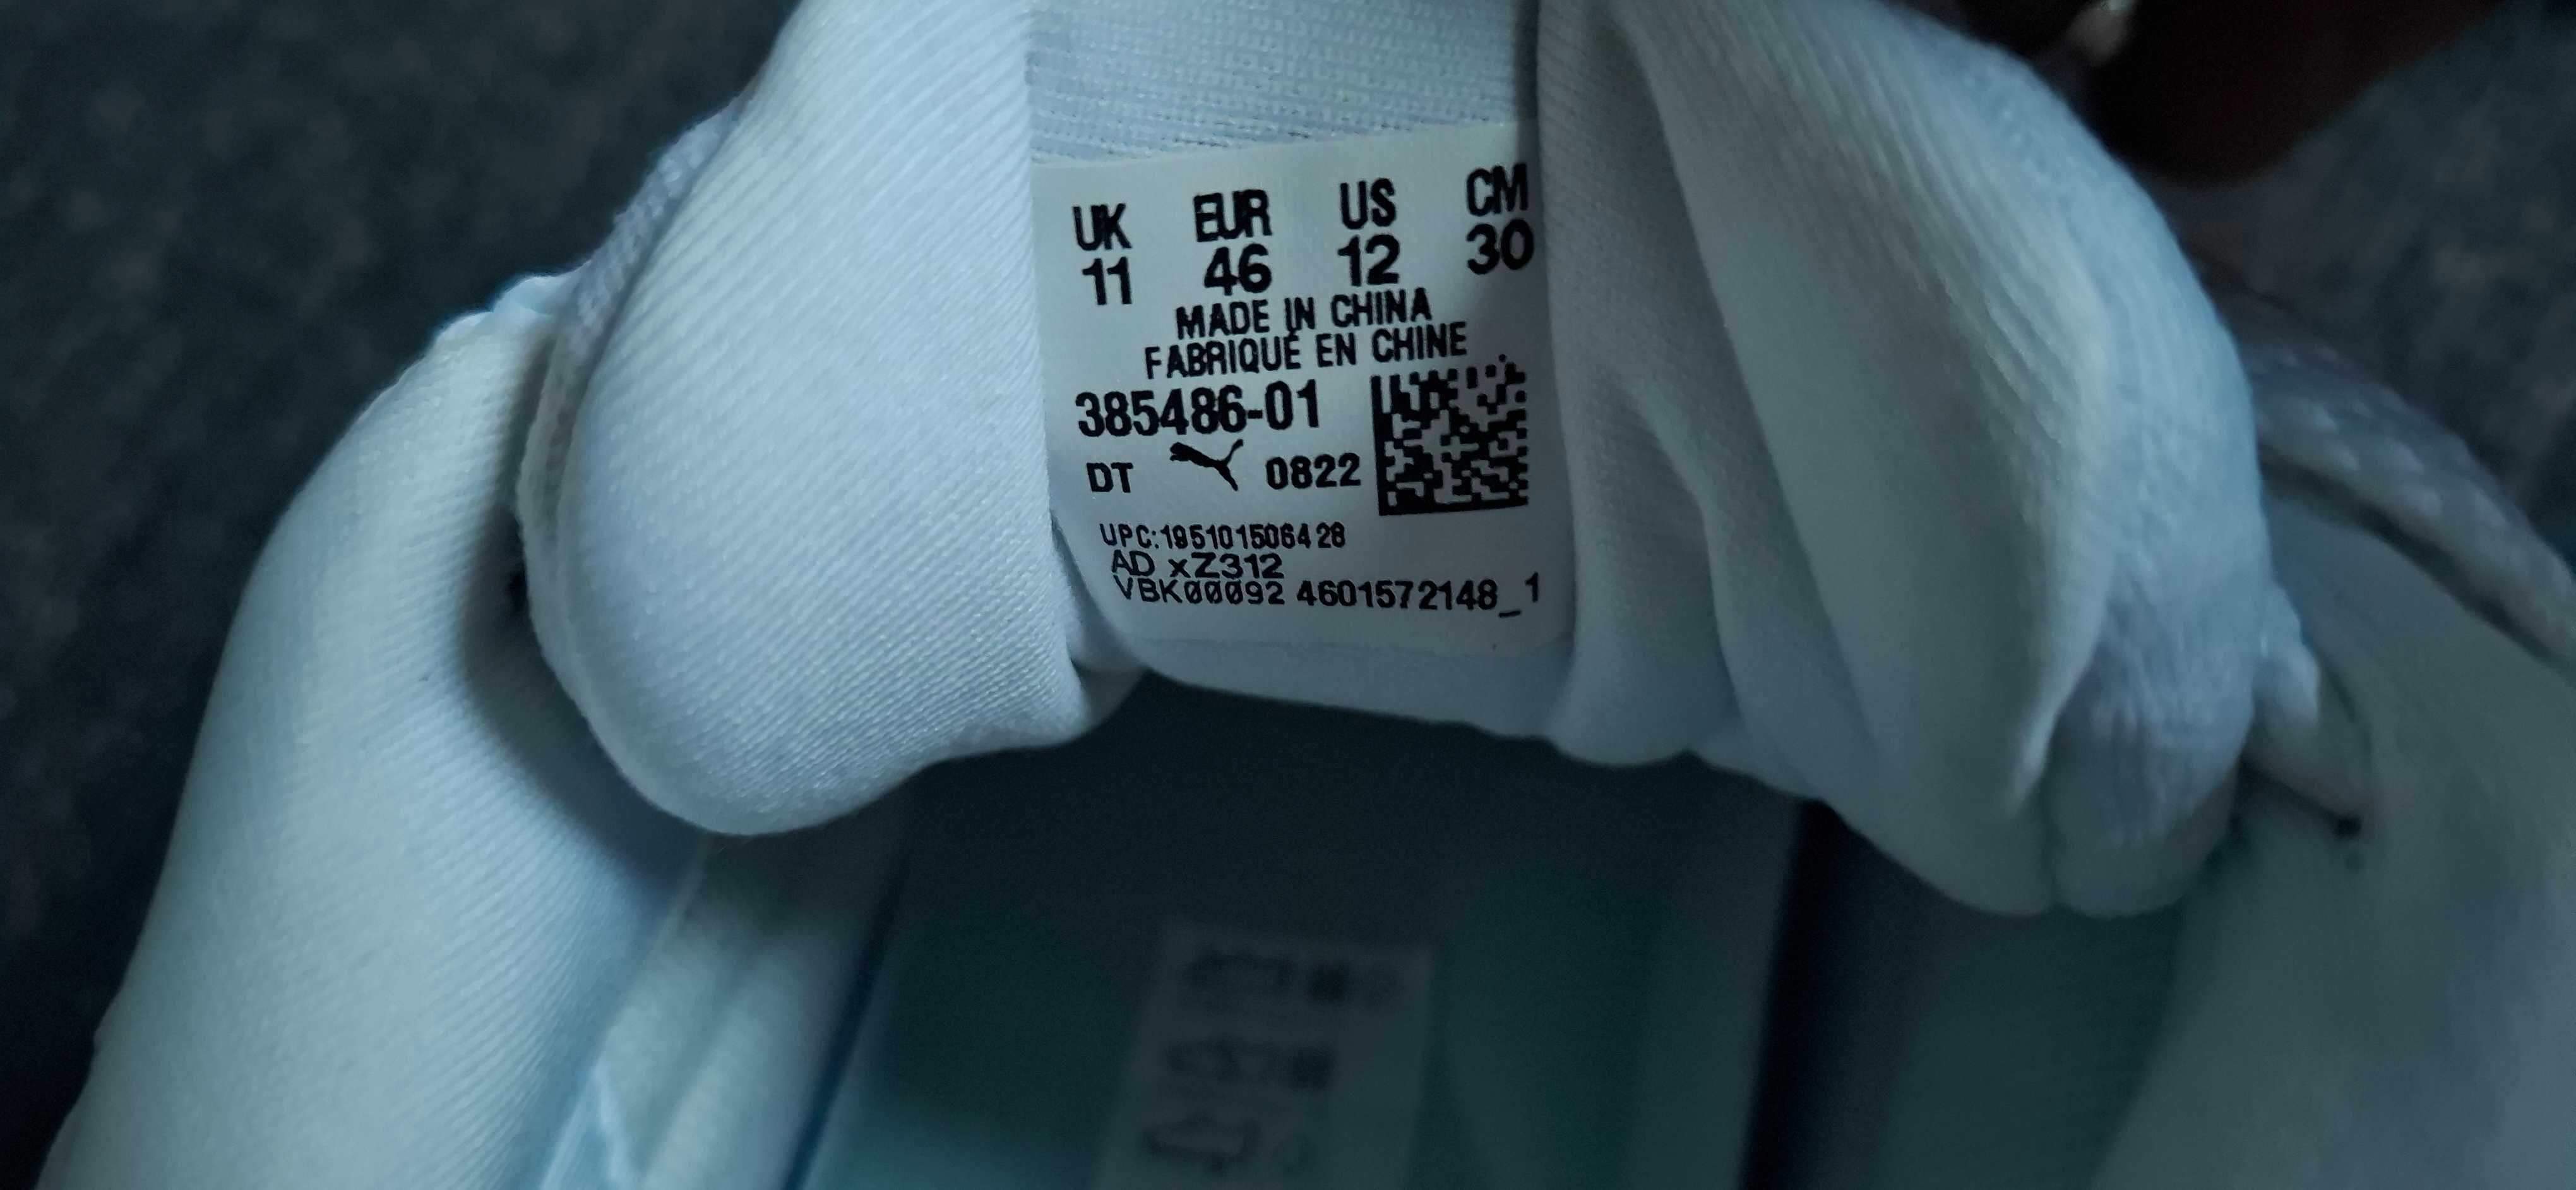 UK EUR US CM
11 46 12 30
MADE IN CHINA
FABRIQUÉ EN CHINE
385486-01
DT 0822
UPC:195101506428
AD xZ312
VBK00092 4601572148_1